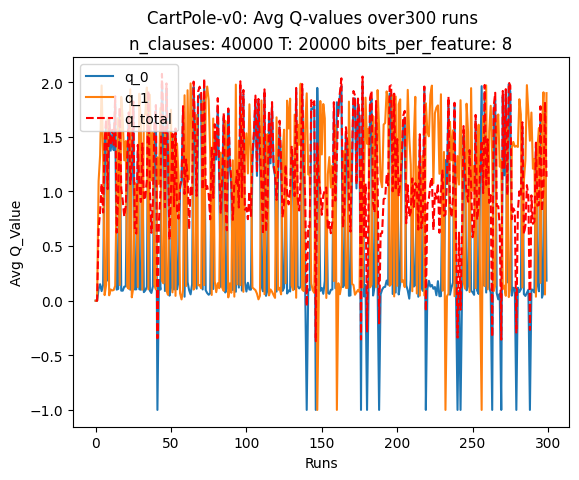 CartPole-v0: Avg Q-values over300 runs
n_clauses: 40000 T: 20000 bits_per_feature: 8
q_0
q_1
q_total
2.0
1.5
1.0
0.5
0.0
−0.5
−1.0
Avg Q_Value
0
50
100
150
200
250
300
Runs